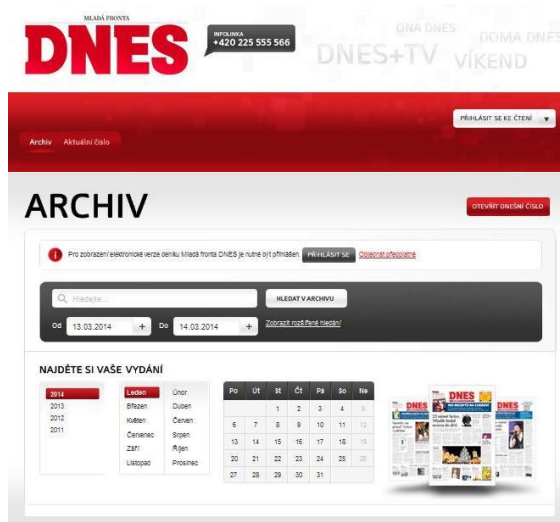 MLADÁ FRONTA
DNES
INFOLINKA
+420 225 555 566
ONA DNES
DOMA DNES
DNES+TV
VÍKEND
PŘIHLÁSIT SE KE ČTENÍ
Archiv Aktuální číslo
ARCHIV
OTEVŘÍT DNEŠNÍ ČÍSLO
Pro zobrazení elektronické verze deníku Mladá fronta DNES je nutné být přihlášen. PŘIHLÁSIT SE Objednat předplatné
Hledejte...
HLEDAT V ARCHIVU
Od 13.03.2014 + Do 14.03.2014 + Zobrazit rozšířené hledání
NAJDĚTE SI VAŠE VYDÁNÍ
2014 Leden Únor Po Út St Čt Pá So Ne
2013 Březen Duben 1 2 3 4 5
2012 Květen Červen 6 7 8 9 10 11 12
2011 Červenec Srpen 13 14 15 16 17 18 19
Září Říjen 20 21 22 23 24 25 26
Listopad Prosinec 27 28 29 30 31
DNES DNES DNES